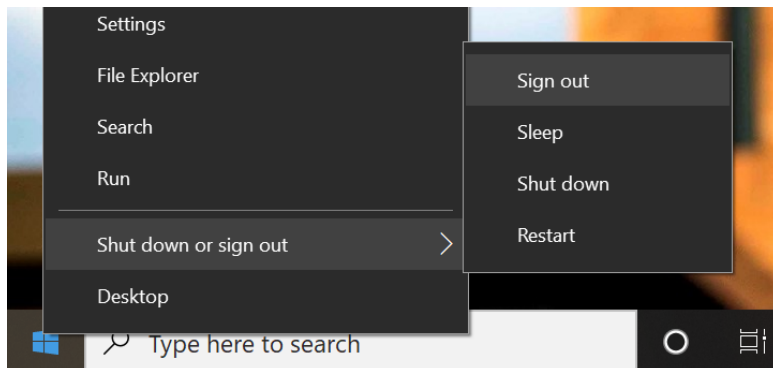 Settings
File Explorer
Search
Run
Shut down or sign out
Desktop
Sign out
Sleep
Shut down
Restart
Type here to search